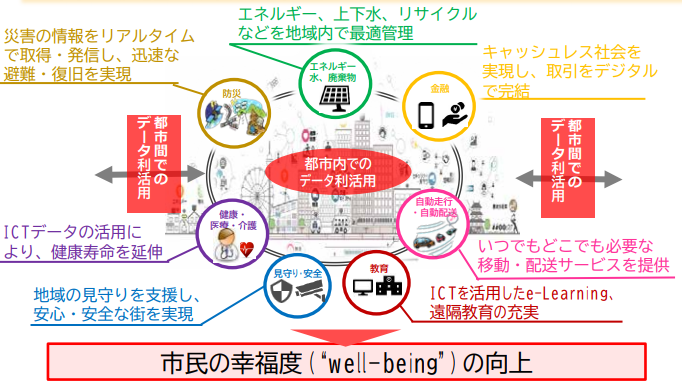 エネルギー、上下水、リサイクル
などを地域内で最適管理
災害の情報をリアルタイム
で取得・発信し、迅速な
避難・復旧を実現
キャッシュレス社会を
実現し、取引をデジタル
で完結
エネルギー
水、廃棄物
防災
金融
都市間での
データ利活用
都市内での
データ利活用
都市間での
データ利活用
健康・
医療・介護
自動走行
・自動配送
ICTデータの活用に
より、健康寿命を延伸
いつでもどこでも必要な
移動・配送サービスを提供
見守り・安全
教育
地域の見守りを支援し、
安心・安全な街を実現
ICTを活用したe-Learning、
遠隔教育の充実
市民の幸福度(“well-being”)の向上